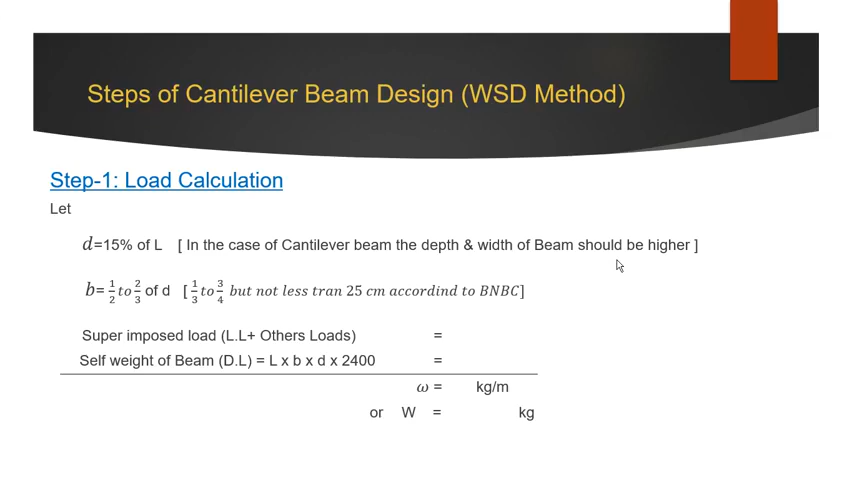 Steps of Cantilever Beam Design (WSD Method)
Step-1: Load Calculation
Let
d=15% of L [ In the case of Cantilever beam the depth & width of Beam should be higher ]
b= 1/2 to 2/3 of d [ 1/3 to 3/4 but not less tran 25 cm accordind to BNBC]
Super imposed load (L.L+ Others Loads) =
Self weight of Beam (D.L) = L x b x d x 2400 =
ω = kg/m
or W = kg